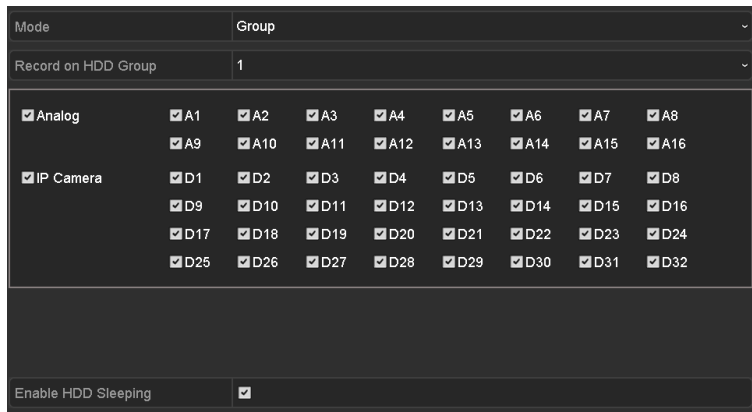 Mode Group
Record on HDD Group 1
Analog A1 A2 A3 A4 A5 A6 A7 A8
A9 A10 A11 A12 A13 A14 A15 A16
IP Camera D1 D2 D3 D4 D5 D6 D7 D8
D9 D10 D11 D12 D13 D14 D15 D16
D17 D18 D19 D20 D21 D22 D23 D24
D25 D26 D27 D28 D29 D30 D31 D32
Enable HDD Sleeping